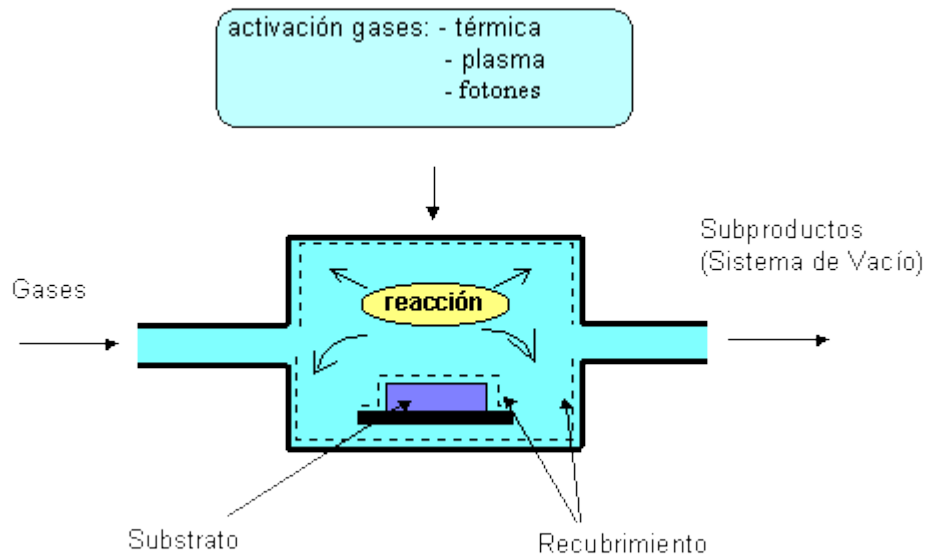 activación gases: - térmica
- plasma
- fotones
Subproductos
(Sistema de Vacío)
Gases
reacción
Substrato
Recubrimiento